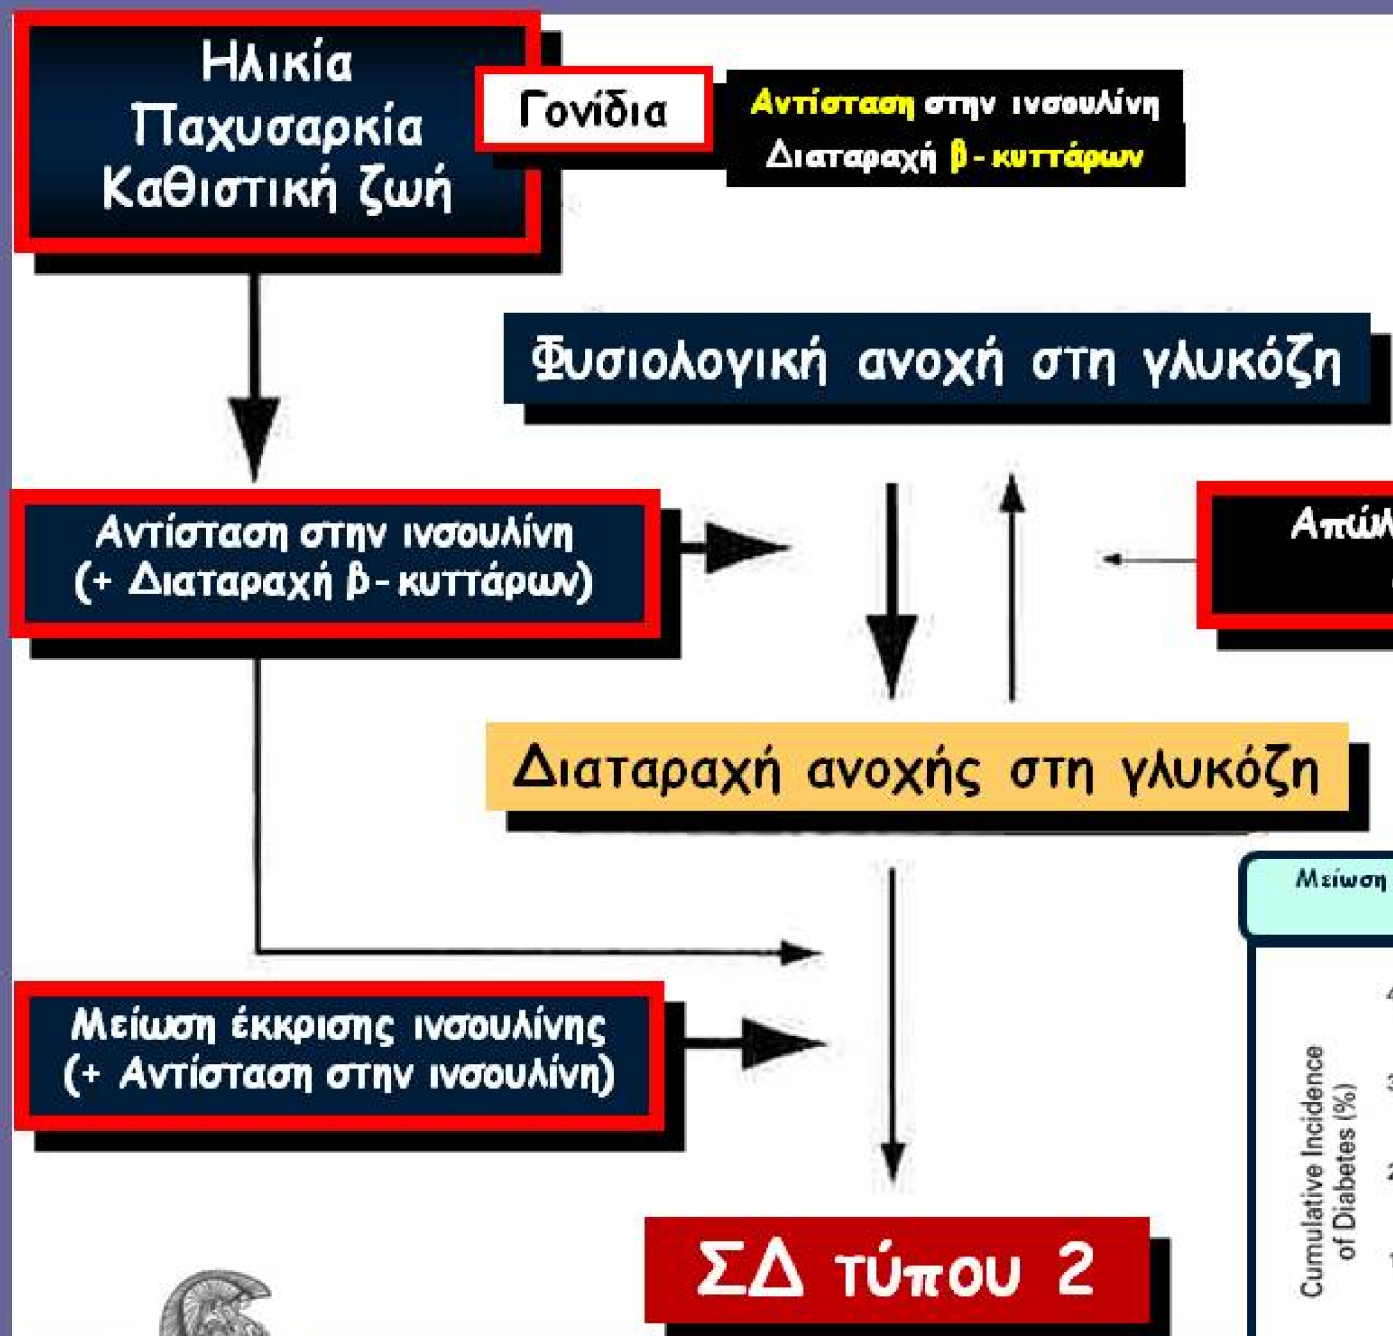 Ηλικία
Παχυσαρκία
Καθιστική ζωή
Γονίδια
Αντίσταση στην ινσουλίνη
Διαταραχή β-κυττάρων
Φυσιολογική ανοχή στη γλυκόζη
Αντίσταση στην ινσουλίνη
(+ Διαταραχή β-κυττάρων)
Διαταραχή ανοχής στη γλυκόζη
Μείωση
Μείωση έκκρισης ινσουλίνης
(+ Αντίσταση στην ινσουλίνη)
Cumulative Incidence
of Diabetes (%)
ΣΔ τύπου 2